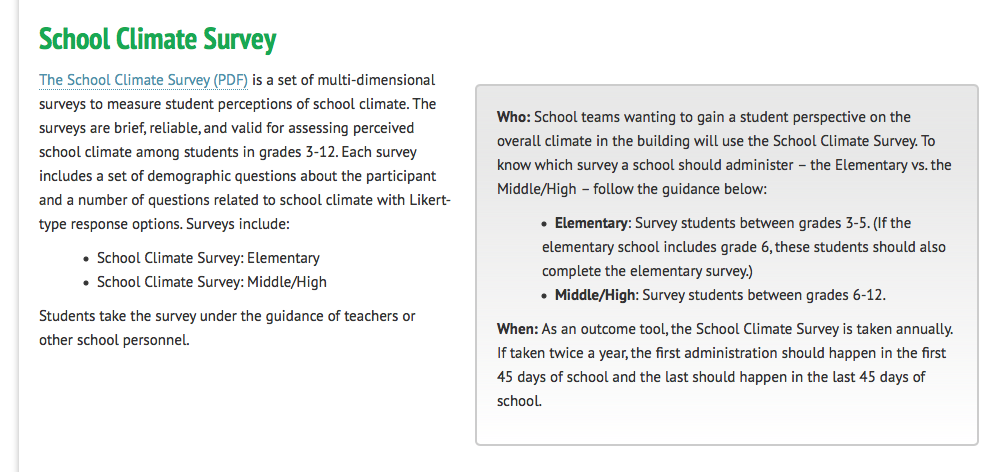 School Climate Survey
The School Climate Survey (PDF) is a set of multi-dimensional
surveys to measure student perceptions of school climate. The
surveys are brief, reliable, and valid for assessing perceived
school climate among students in grades 3-12. Each survey
includes a set of demographic questions about the participant
and a number of questions related to school climate with Likert-
type response options. Surveys include:
• School Climate Survey: Elementary
• School Climate Survey: Middle/High
Students take the survey under the guidance of teachers or
other school personnel.
Who: School teams wanting to gain a student perspective on the
overall climate in the building will use the School Climate Survey. To
know which survey a school should administer – the Elementary vs. the
Middle/High – follow the guidance below:
• Elementary: Survey students between grades 3-5. (If the
elementary school includes grade 6, these students should also
complete the elementary survey.)
• Middle/High: Survey students between grades 6-12.
When: As an outcome tool, the School Climate Survey is taken annually.
If taken twice a year, the first administration should happen in the first
45 days of school and the last should happen in the last 45 days of
school.